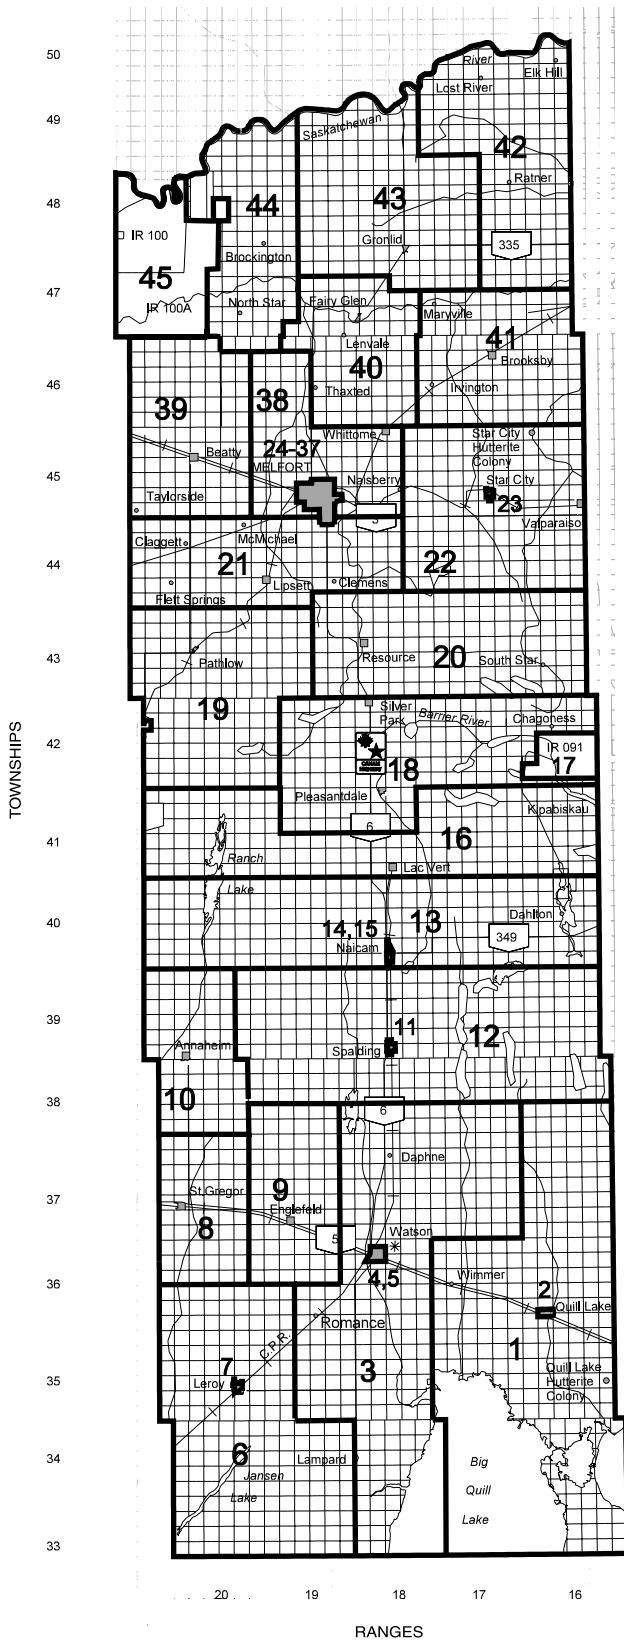 50
River
Elk Hill
Lost River
49
Saskatchewan
42
Ratner
48
44
43
IR 100
Gronlid
335
Brockington
45
47
IR 100A
North Star
Fairy Glen
Maryville
41
Lenvale
40
Brooksby
46
39
38
Thaxted
Irvington
Whittome
Star City
Hutterite
Colony
24-37
MELFORT
Beatty
45
Naisberry
Star City
23
Taylorside
3
Valparaiso
Claggett
McMichael
44
21
22
Lipsett
Clemens
Flett Springs
43
Pathlow
Resource
20
South Star
19
Silver
Park
Barrier River
Chagoness
42
IR 091
18
17
Pleasantdale
Kipabiskau
41
6
16
Ranch
Lac Vert
Lake
40
14,15
13
Dahlton
Naicam
349
39
11
12
Annaheim
Spalding
10
38
6
Daphne
37
St.Gregor
9
Englefeld
8
5
Watson
36
4,5
Wimmer
2
Quill Lake
Romance
C.P.R.
1
7
3
Quill Lake
Hutterite
Colony
35
Leroy
34
6
Lampard
Big
Jansen
Quill
Lake
Lake
33
TOWNSHIPS
20
19
18
17
16
RANGES